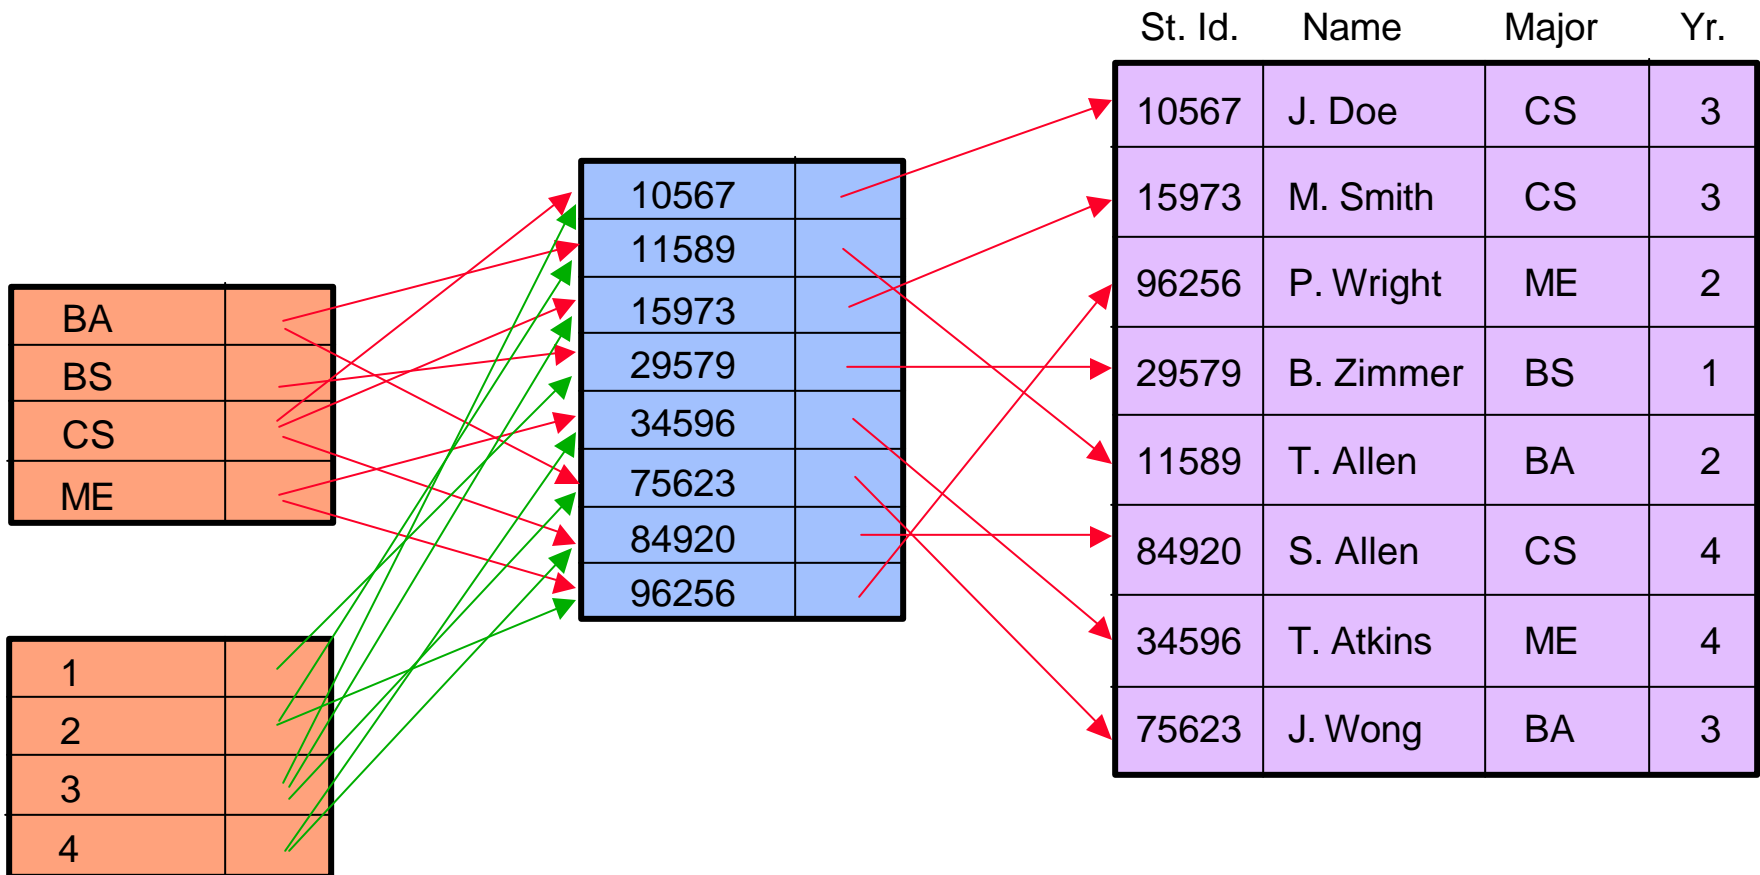 St. Id. Name Major Yr.
10567 J. Doe CS 3
15973 M. Smith CS 3
96256 P. Wright ME 2
29579 B. Zimmer BS 1
11589 T. Allen BA 2
84920 S. Allen CS 4
34596 T. Atkins ME 4
75623 J. Wong BA 3
10567
11589
15973
29579
34596
75623
84920
96256
BA
BS
CS
ME
1
2
3
4